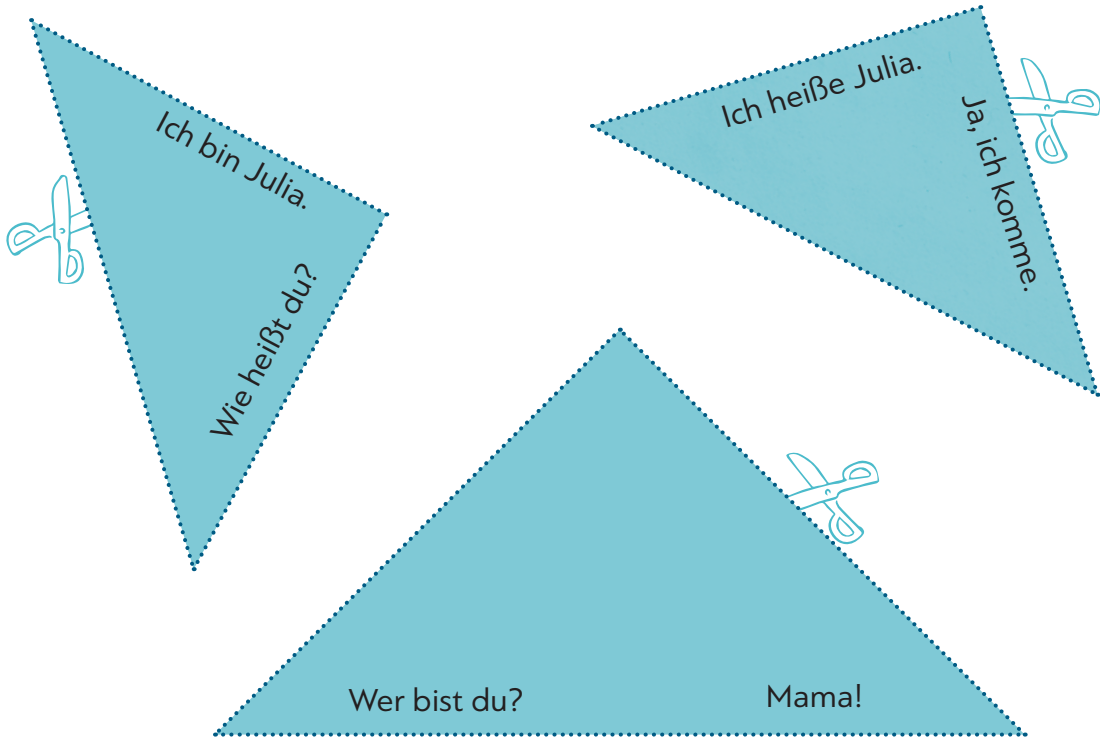 Ich bin Julia.
Wie heißt du?
Ich heiße Julia.
Ja, ich komme.
Wer bist du?
Mama!